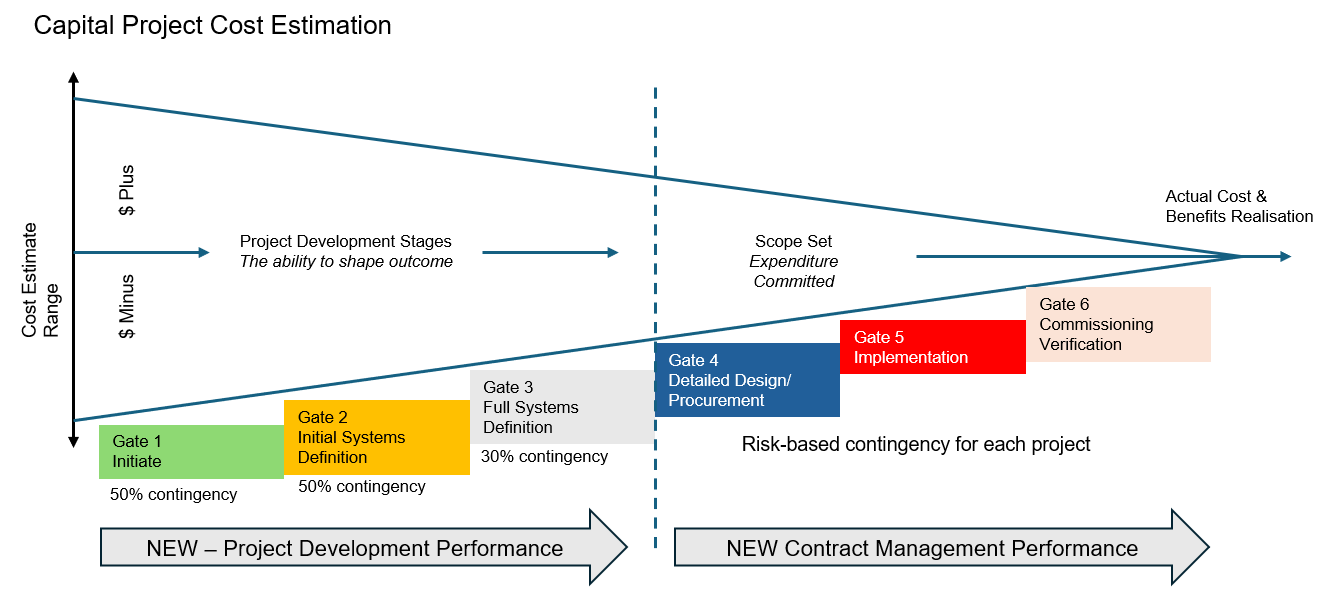 Capital Project Cost Estimation
Cost Estimate
Range
$ Plus
$ Minus
Project Development Stages
The ability to shape outcome
Scope Set
Expenditure
Committed
Actual Cost &
Benefits Realisation
Gate 1
Initiate
50% contingency
Gate 2
Initial Systems
Definition
50% contingency
Gate 3
Full Systems
Definition
30% contingency
Gate 4
Detailed Design/
Procurement
Gate 5
Implementation
Gate 6
Commissioning
Verification
Risk-based contingency for each project
NEW – Project Development Performance
NEW Contract Management Performance